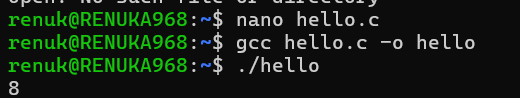 open: No such file or directory
renuk@RENUKA968:~$ nano hello.c
renuk@RENUKA968:~$ gcc hello.c -o hello
renuk@RENUKA968:~$ ./hello
8